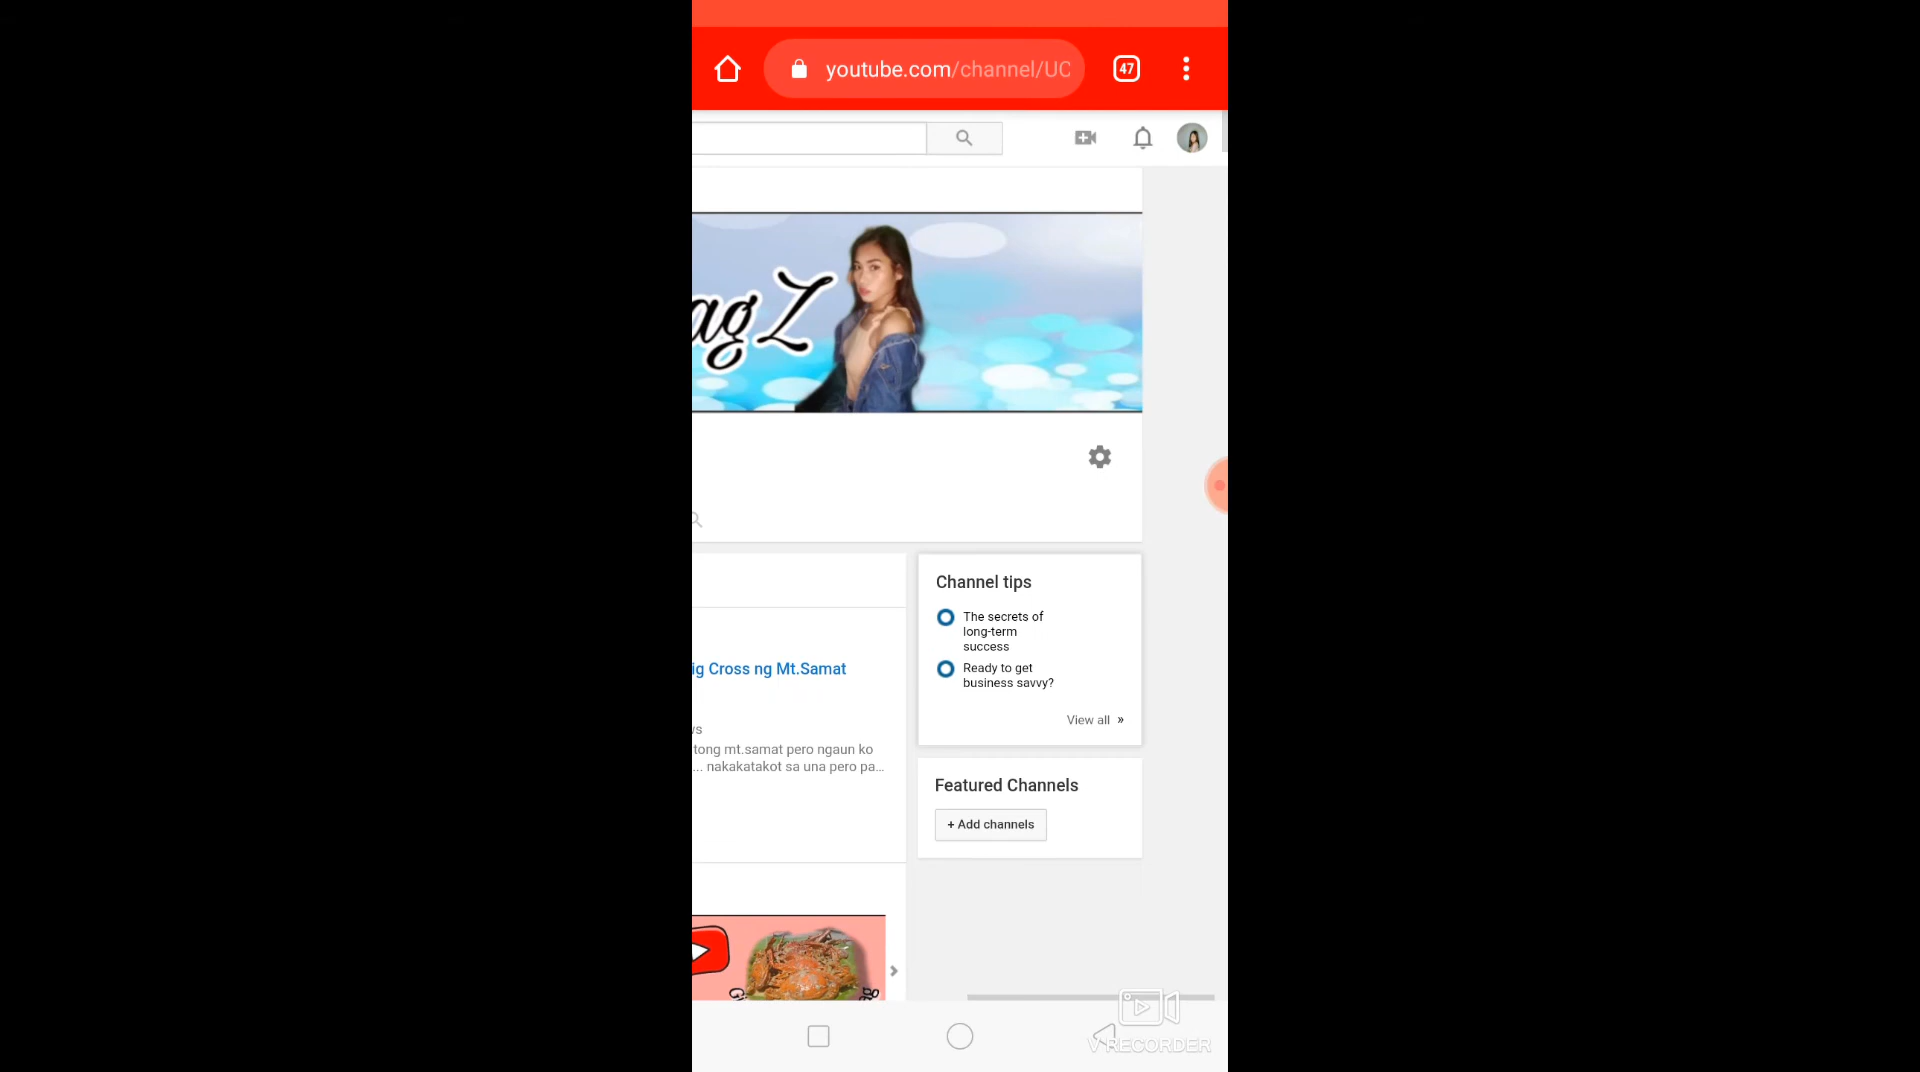 youtube.com/channel/UC
47
agZ
Channel tips
The secrets of
long-term
success
Ready to get
business savvy?
View all »
ig Cross ng Mt.Samat
ws
tong mt.samat pero ngaun ko
... nakakatakot sa una pero pa...
Featured Channels
+ Add channels
V RECORDER